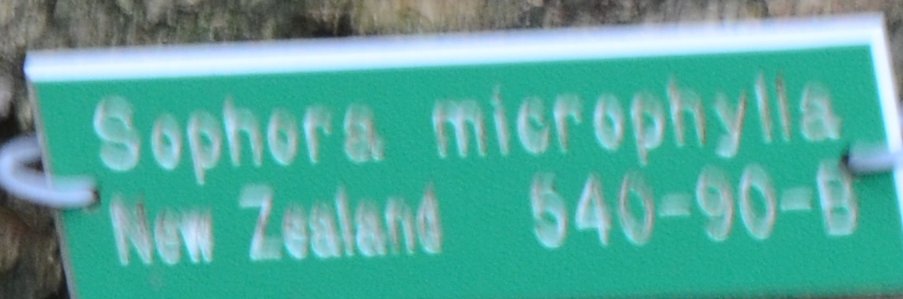 Sophora microphylla
New Zealand 540-90-B